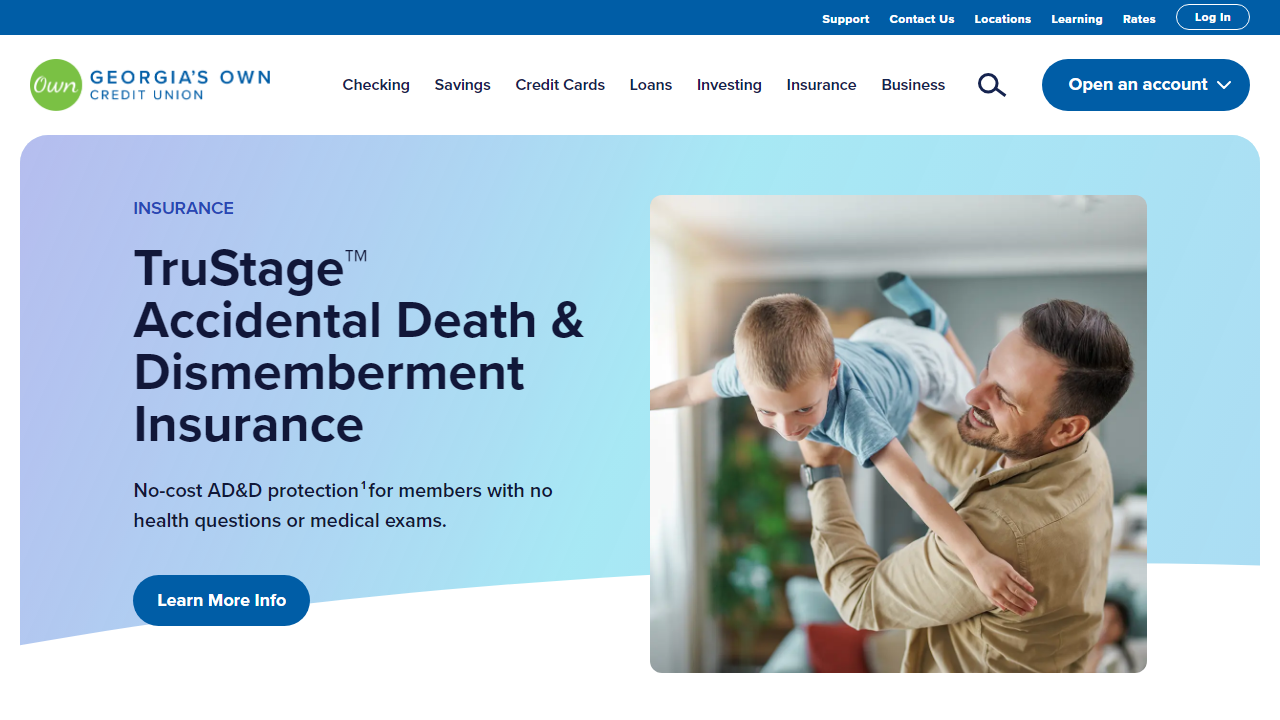 Support Contact Us Locations Learning Rates Log In
Own GEORGIA'S OWN
CREDIT UNION
Checking Savings Credit Cards Loans Investing Insurance Business Open an account
INSURANCE
TruStage™
Accidental Death &
Dismemberment
Insurance
No-cost AD&D protection¹ for members with no
health questions or medical exams.
Learn More Info